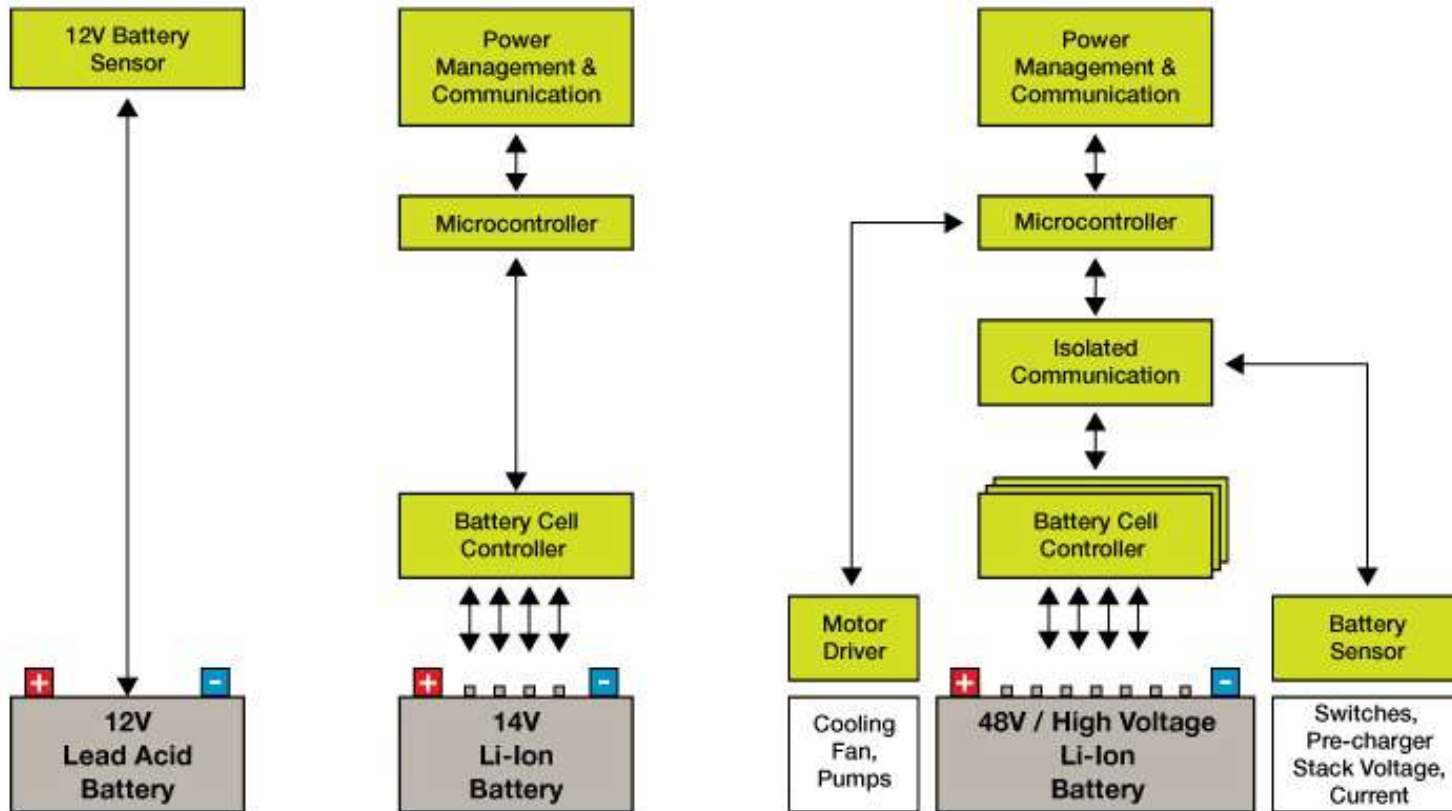 12V Battery
Sensor
+
-
12V
Lead Acid
Battery
Power
Management &
Communication
Microcontroller
Battery Cell
Controller
+
-
14V
Li-Ion
Battery
Power
Management &
Communication
Microcontroller
Isolated
Communication
Battery Cell
Controller
Motor
Driver
Cooling
Fan,
Pumps
+
-
48V / High Voltage
Li-Ion
Battery
Battery
Sensor
Switches,
Pre-charger
Stack Voltage,
Current